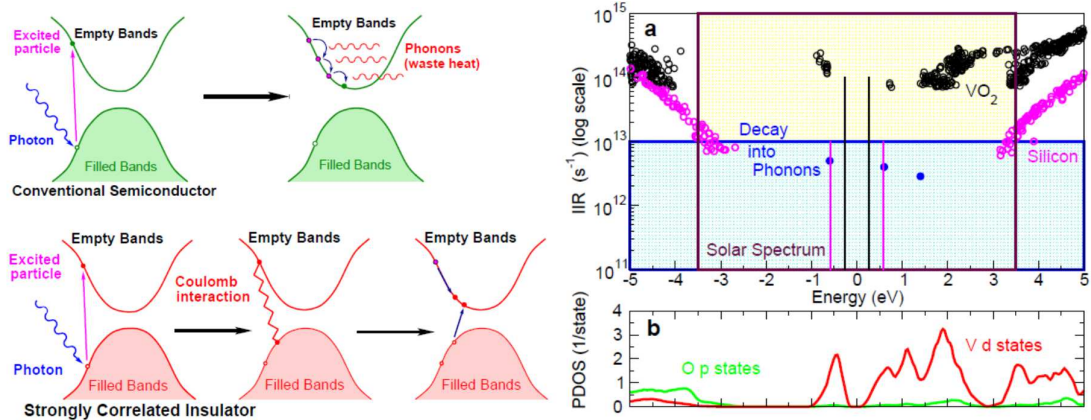 Excited
particle
Empty Bands
Photon
Filled Bands
Conventional Semiconductor
Empty Bands
Phonons
(waste heat)
Filled Bands
Empty Bands
Excited
particle
Photon
Filled Bands
Strongly Correlated Insulator
Empty Bands
Coulomb
interaction
Filled Bands
Empty Bands
Filled Bands
a
IIR (s⁻¹) (log scale)
10¹⁵
10¹⁴
10¹³
10¹²
10¹¹
VO₂
Decay
into
Phonons
Silicon
Solar Spectrum
-5 -4 -3 -2 -1 0 1 2 3 4 5
Energy (eV)
b
PDOS (1/state)
4
3
2
1
0
O p states
V d states